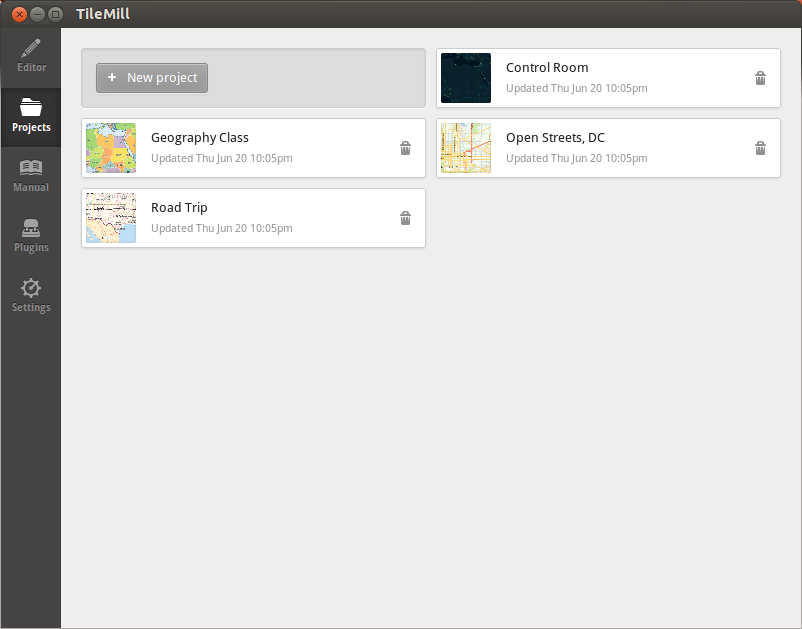 TileMill
Editor
Projects
Manual
Plugins
Settings
+ New project
Control Room
Updated Thu Jun 20 10:05pm
Geography Class
Updated Thu Jun 20 10:05pm
Open Streets, DC
Updated Thu Jun 20 10:05pm
Road Trip
Updated Thu Jun 20 10:05pm